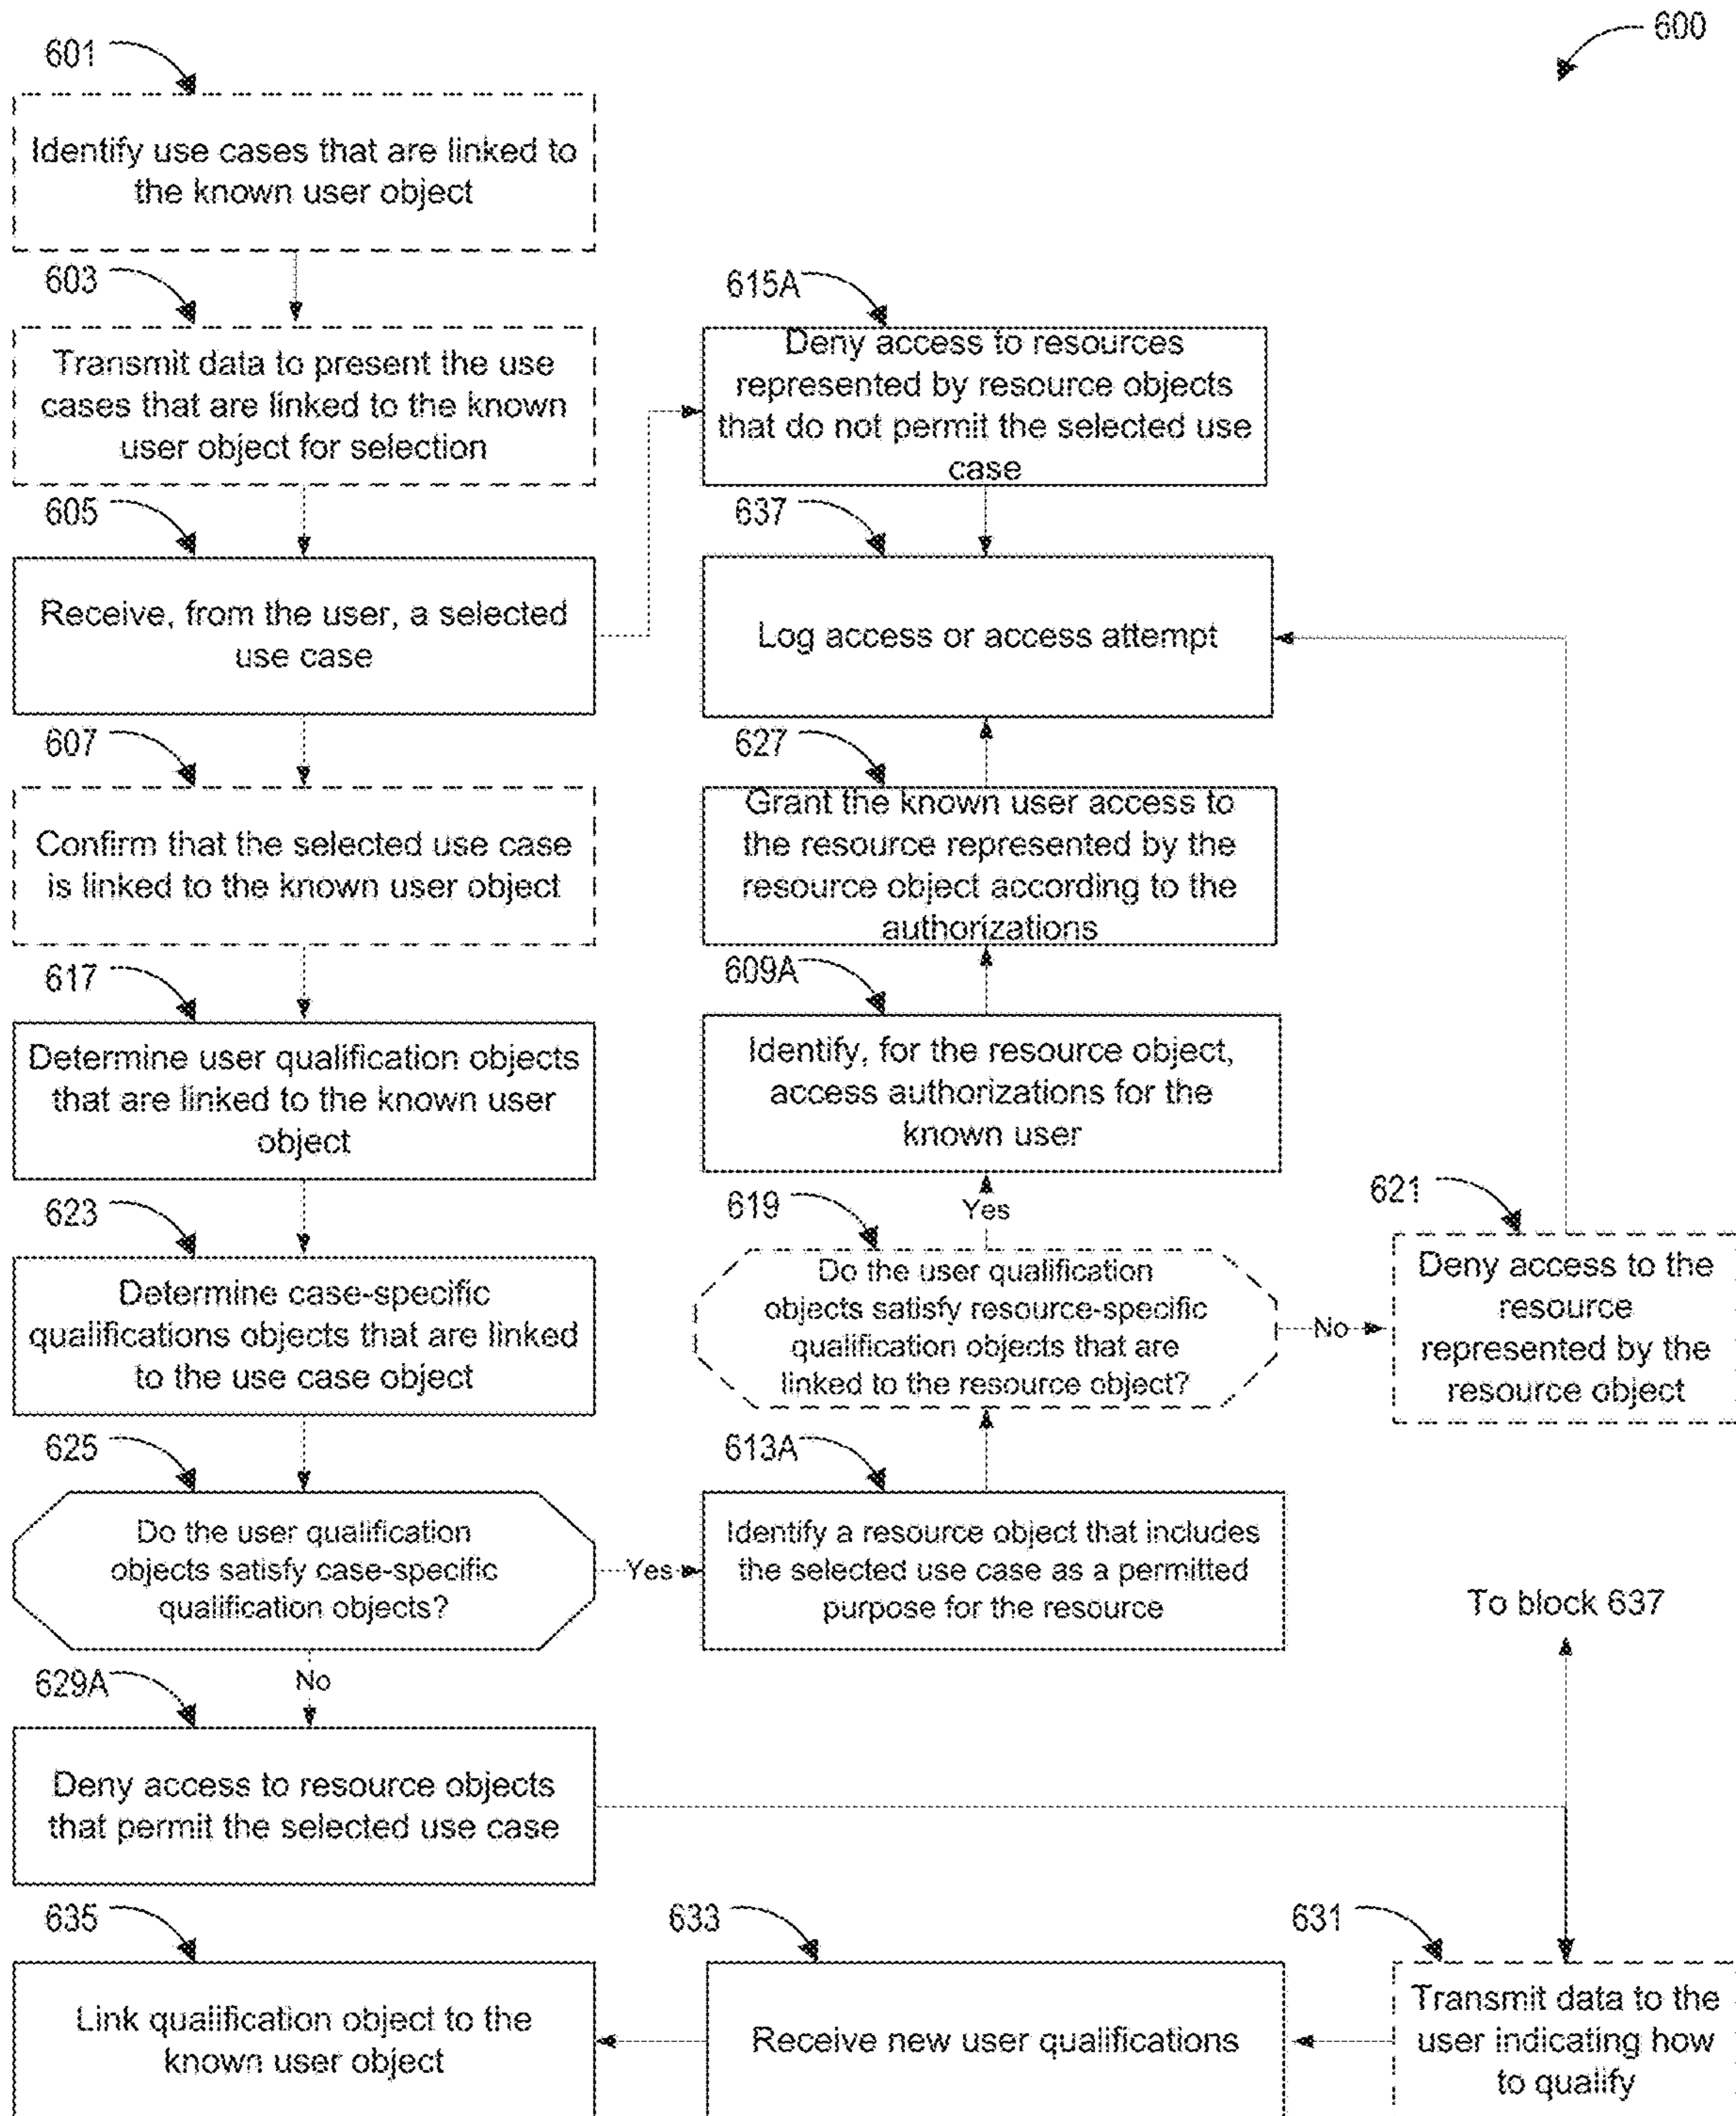 600
601
Identify use cases that are linked to
the known user object
603
Transmit data to present the use
cases that are linked to the known
user object for selection
605
Receive, from the user, a selected
use case
607
Confirm that the selected use case
is linked to the known user object
617
Determine user qualification objects
that are linked to the known user
object
623
Determine case-specific
qualifications objects that are linked
to the use case object
625
Do the user qualification
objects satisfy case-specific
qualification objects?
Yes
No
629A
Deny access to resource objects
that permit the selected use case
615A
Deny access to resources
represented by resource objects
that do not permit the selected use
case
637
Log access or access attempt
627
Grant the known user access to
the resource represented by the
resource object according to the
authorizations
609A
Identify, for the resource object,
access authorizations for the
known user
619
Yes
Do the user qualification
objects satisfy resource-specific
qualification objects that are
linked to the resource object?
No
613A
Identify a resource object that includes
the selected use case as a permitted
purpose for the resource
621
Deny access to the
resource
represented by the
resource object
To block 637
635
Link qualification object to the
known user object
633
Receive new user qualifications
631
Transmit data to the
user indicating how
to qualify